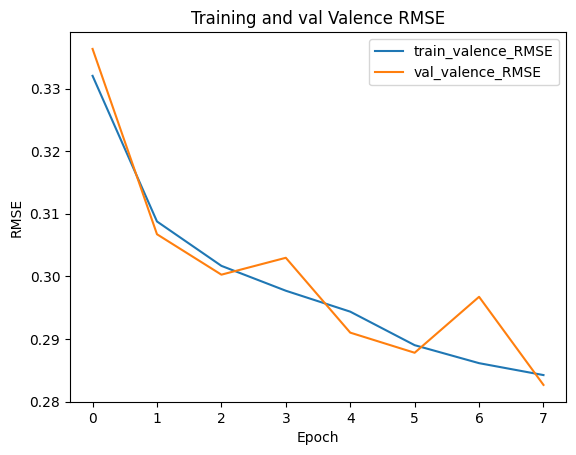 Training and val Valence RMSE
train_valence_RMSE
val_valence_RMSE
0.33
0.32
0.31
0.30
0.29
0.28
RMSE
0 1 2 3 4 5 6 7
Epoch